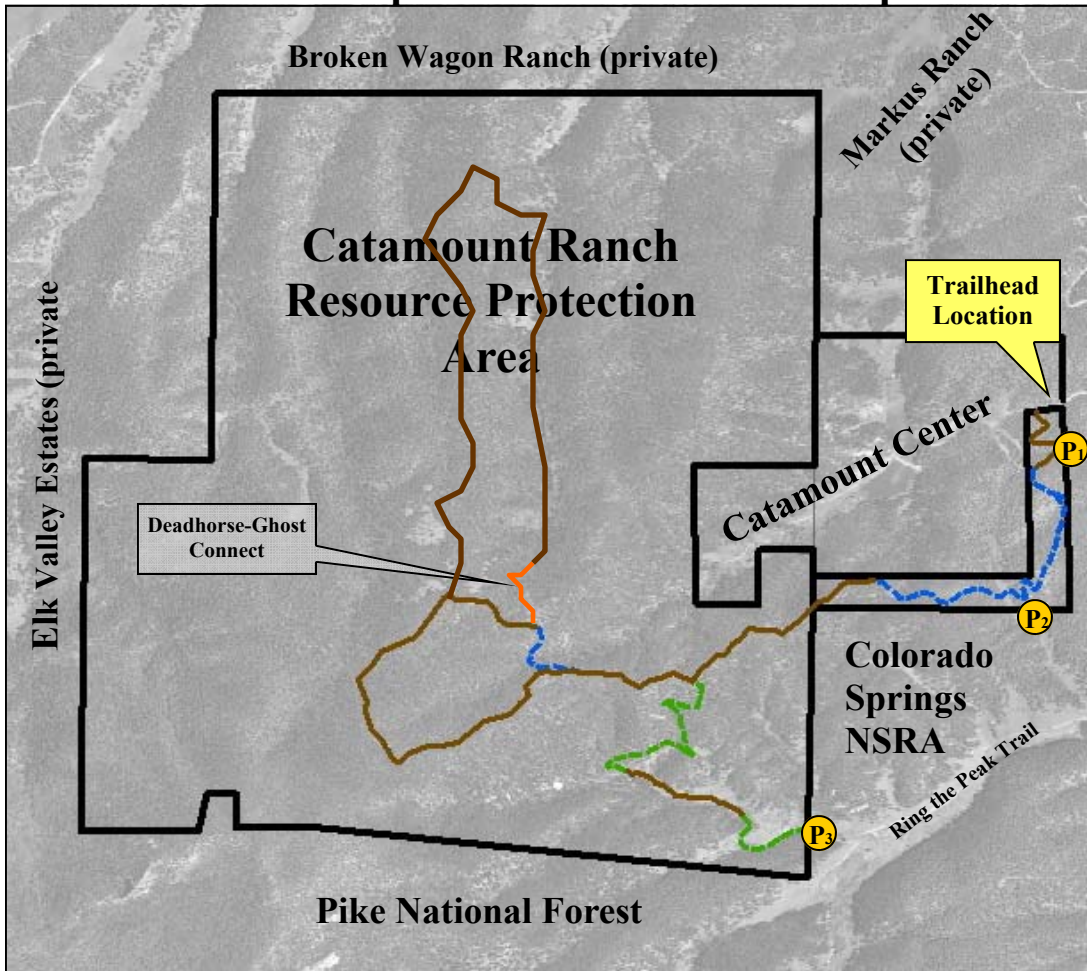 Broken Wagon Ranch (private)
Markus Ranch
(private)
Catamount Ranch
Resource Protection
Area
Trailhead
Location
Elk Valley Estates (private
Catamount Center
P1
Deadhorse-Ghost
Connect
P2
Colorado
Springs
NSRA
Ring the Peak Trail
P3
Pike National Forest